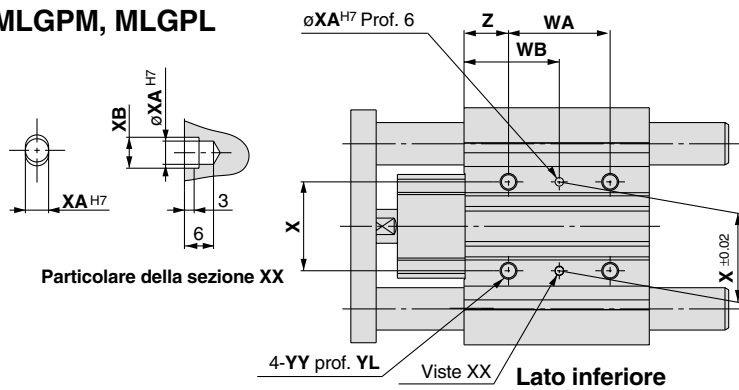 MLGPM, MLGPL
øXA H7 Prof. 6
Z
WA
WB
XB
øXA H7
XA H7
3
6
X
X ±0.02
Particolare della sezione XX
4-YY prof. YL
Viste XX
Lato inferiore